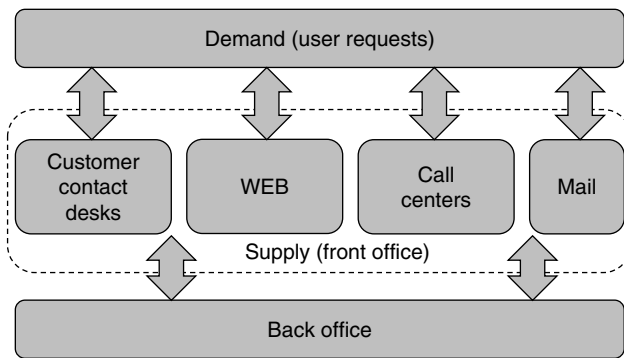 Demand (user requests)
Customer
contact
desks
WEB
Call
centers
Mail
Supply (front office)
Back office